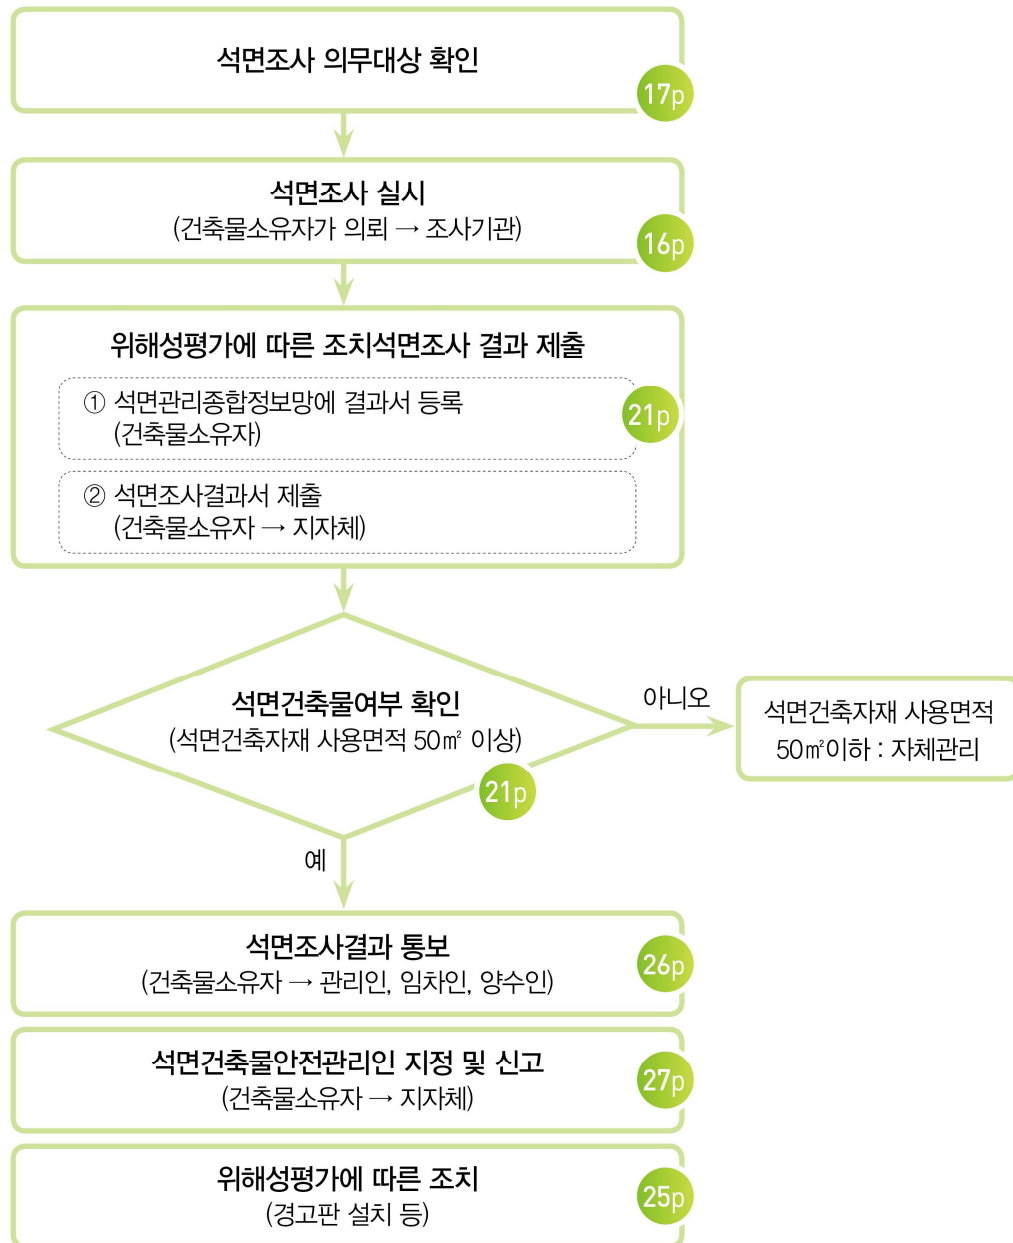 석면조사 의무대상 확인
17p
석면조사 실시
(건축물소유자가 의뢰 → 조사기관)
16p
위해성평가에 따른 조치석면조사 결과 제출
① 석면관리종합정보망에 결과서 등록
(건축물소유자)
21p
② 석면조사결과서 제출
(건축물소유자 → 지자체)
석면건축물여부 확인
(석면건축자재 사용면적 50㎡ 이상)
21p
아니오
석면건축자재 사용면적
50㎡이하 : 자체관리
예
석면조사결과 통보
(건축물소유자 → 관리인, 임차인, 양수인)
26p
석면건축물안전관리인 지정 및 신고
(건축물소유자 → 지자체)
27p
위해성평가에 따른 조치
(경고판 설치 등)
25p